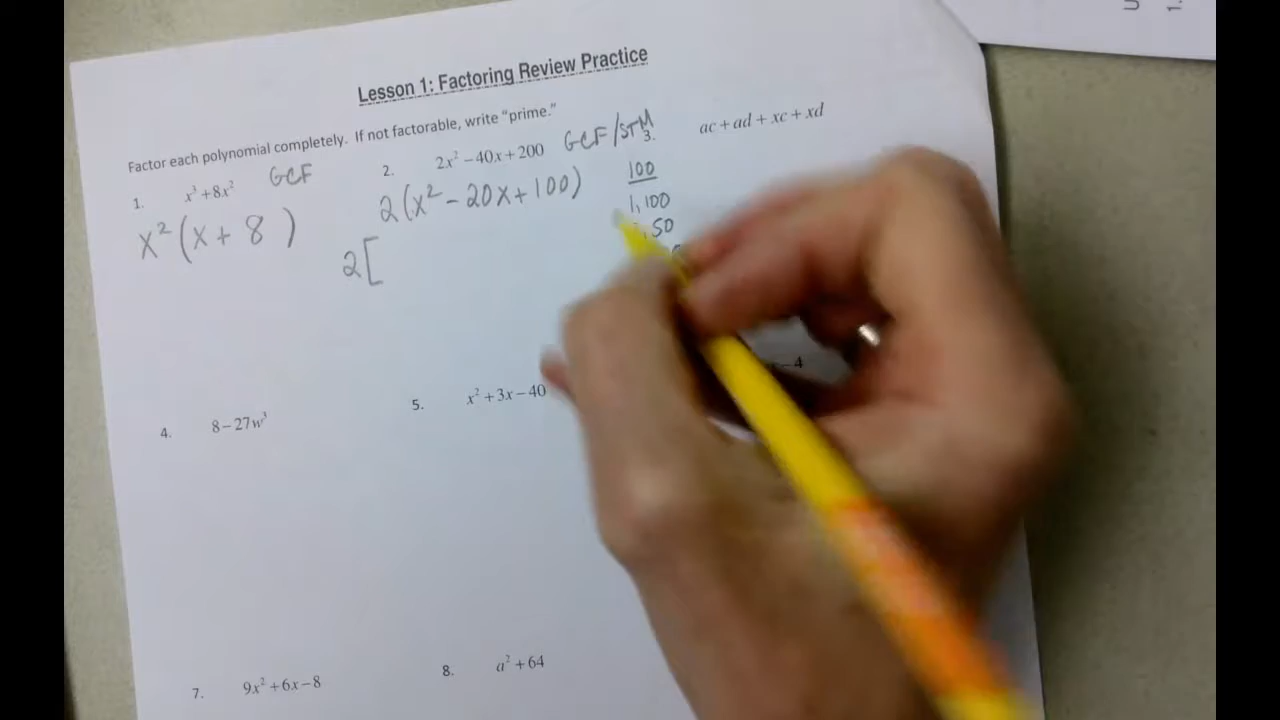 Lesson 1: Factoring Review Practice
Factor each polynomial completely. If not factorable, write “prime.”
1. x³ + 8x² GCF
x² (x + 8)
2. 2x² − 40x + 200 GCF/STM
2(x² − 20x + 100)
2[
100
1, 100
, 50
3. ac + ad + xc + xd
4. 8 − 27w³
5. x² + 3x − 40
− 4
7. 9x² + 6x − 8
8. a² + 64